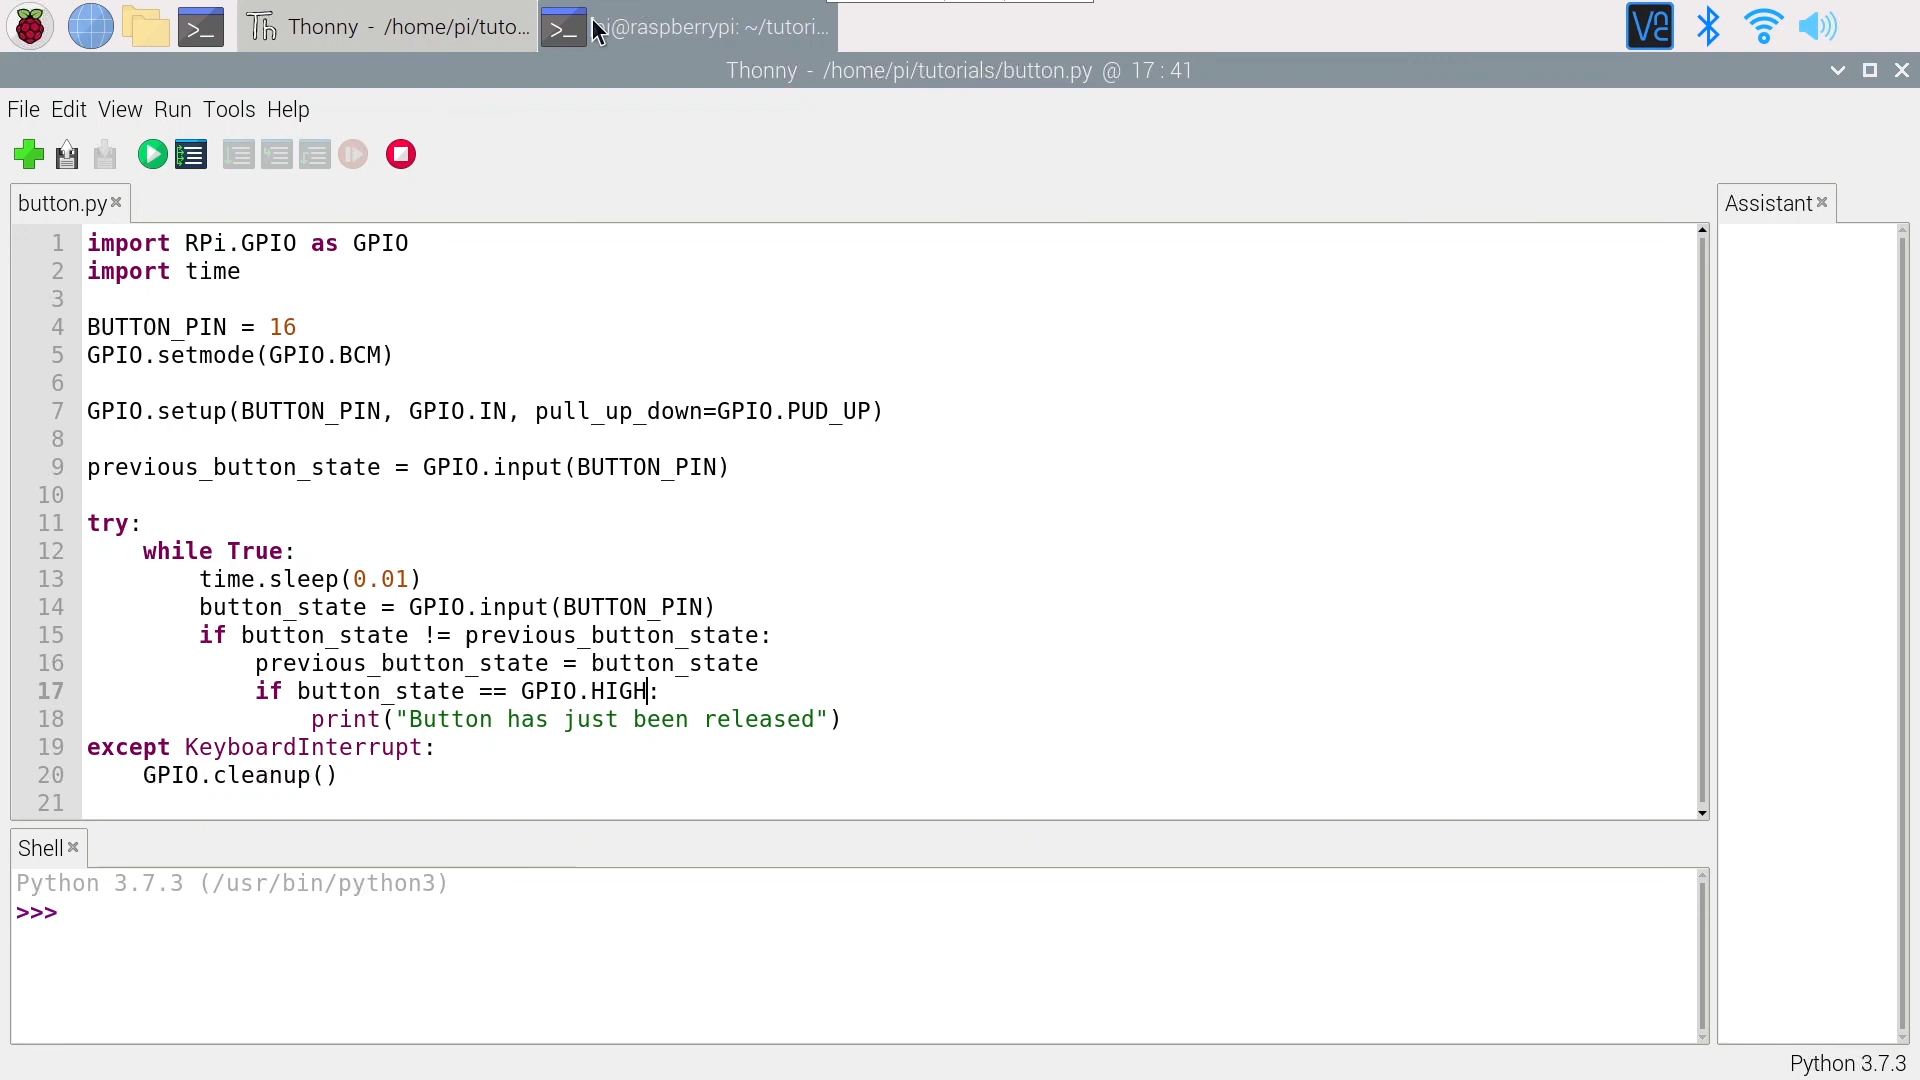 Thonny - /home/pi/tuto...
pi@raspberrypi: ~/tutori...
Thonny - /home/pi/tutorials/button.py @ 17 : 41
File Edit View Run Tools Help
button.py
Assistant
1 import RPi.GPIO as GPIO
2 import time
3
4 BUTTON_PIN = 16
5 GPIO.setmode(GPIO.BCM)
6
7 GPIO.setup(BUTTON_PIN, GPIO.IN, pull_up_down=GPIO.PUD_UP)
8
9 previous_button_state = GPIO.input(BUTTON_PIN)
10
11 try:
12     while True:
13         time.sleep(0.01)
14         button_state = GPIO.input(BUTTON_PIN)
15         if button_state != previous_button_state:
16             previous_button_state = button_state
17             if button_state == GPIO.HIGH:
18                 print("Button has just been released")
19 except KeyboardInterrupt:
20     GPIO.cleanup()
21
Shell
Python 3.7.3 (/usr/bin/python3)
>>>
Python 3.7.3